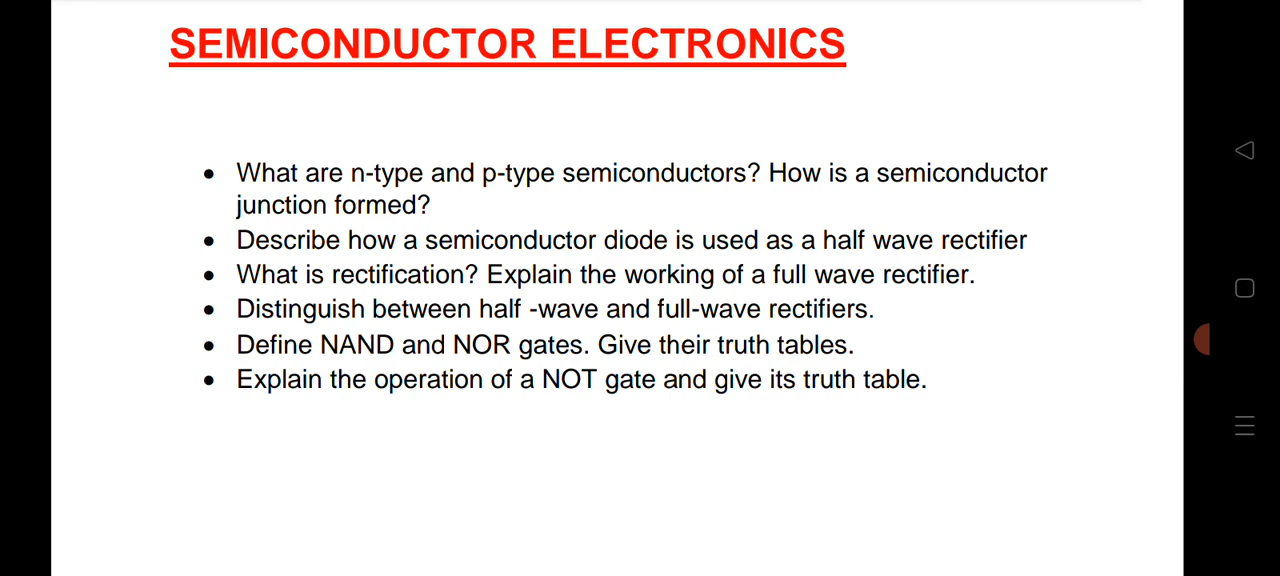 SEMICONDUCTOR ELECTRONICS
• What are n-type and p-type semiconductors? How is a semiconductor
junction formed?
• Describe how a semiconductor diode is used as a half wave rectifier
• What is rectification? Explain the working of a full wave rectifier.
• Distinguish between half -wave and full-wave rectifiers.
• Define NAND and NOR gates. Give their truth tables.
• Explain the operation of a NOT gate and give its truth table.